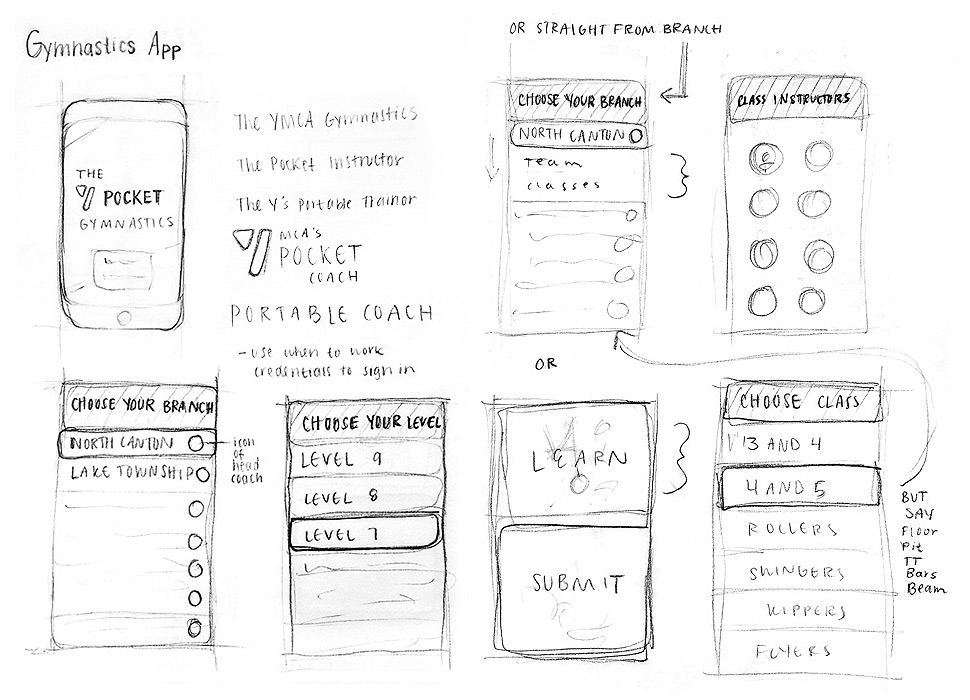 Gymnastics App
THE
POCKET
GYMNASTICS
The YMCA Gymnastics
The Pocket Instructor
The Y's Portable Trainor
MCA'S
POCKET
COACH
PORTABLE COACH
- use when to work
credentials to sign in
OR STRAIGHT FROM BRANCH
CHOOSE YOUR BRANCH
NORTH CANTON
Team
classes
CLASS INSTRUCTORS
OR
CHOOSE YOUR BRANCH
NORTH CANTON
LAKE TOWNSHIP
icon
of
head
coach
CHOOSE YOUR LEVEL
LEVEL 9
LEVEL 8
LEVEL 7
LEARN
SUBMIT
CHOOSE CLASS
3 AND 4
4 AND 5
ROLLERS
SWINGERS
KIPPERS
FLYERS
BUT
SAY
Floor
Pit
TT
Bars
Beam